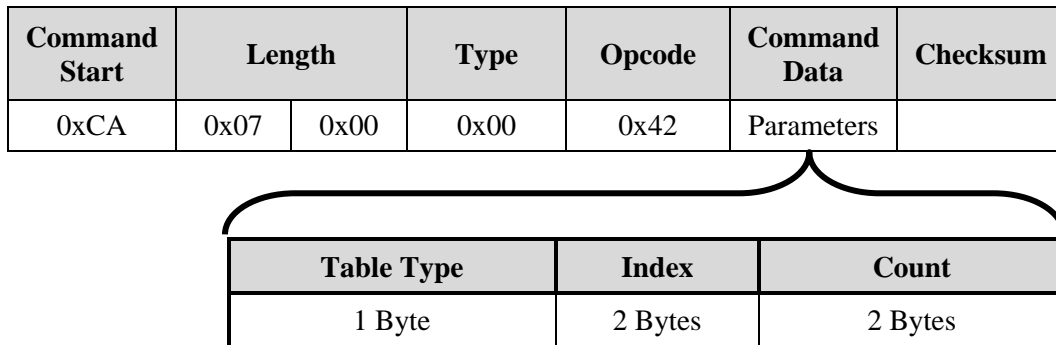 Command Start Length Type Opcode Command Data Checksum
0xCA 0x07 0x00 0x00 0x42 Parameters
Table Type Index Count
1 Byte 2 Bytes 2 Bytes